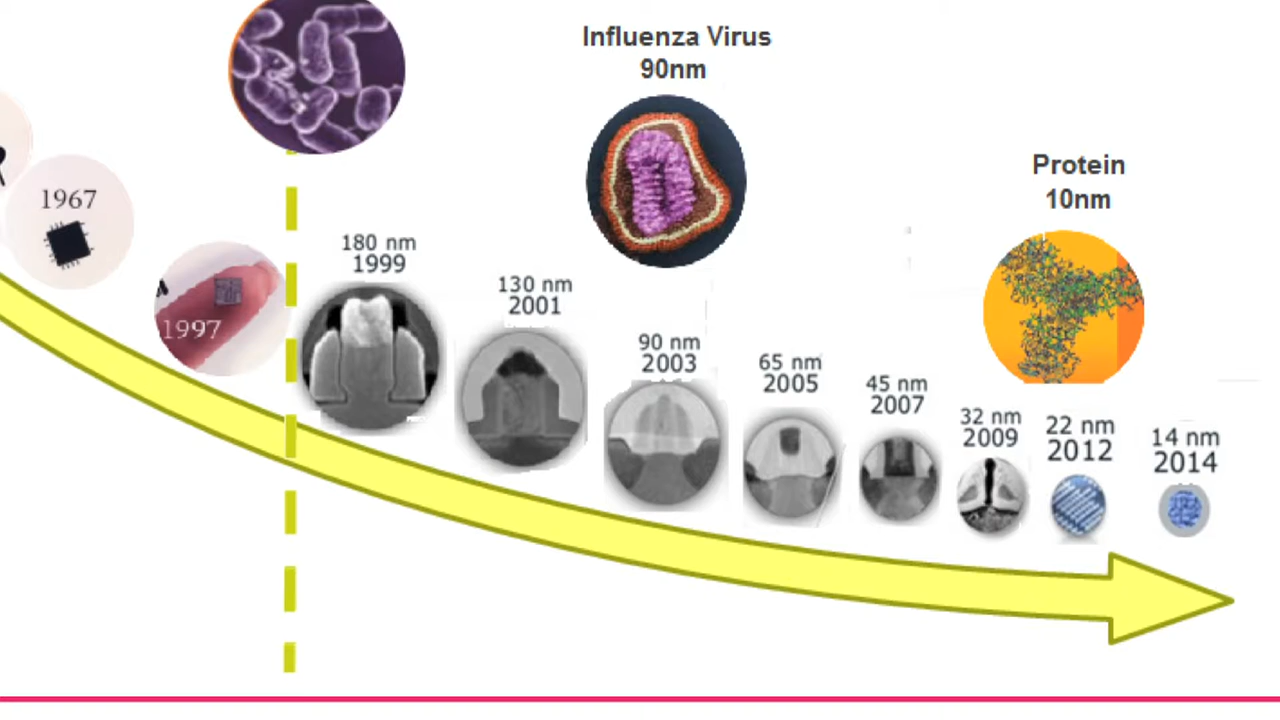 Influenza Virus
90nm
Protein
10nm
1967
1997
180 nm
1999
130 nm
2001
90 nm
2003
65 nm
2005
45 nm
2007
32 nm
2009
22 nm
2012
14 nm
2014